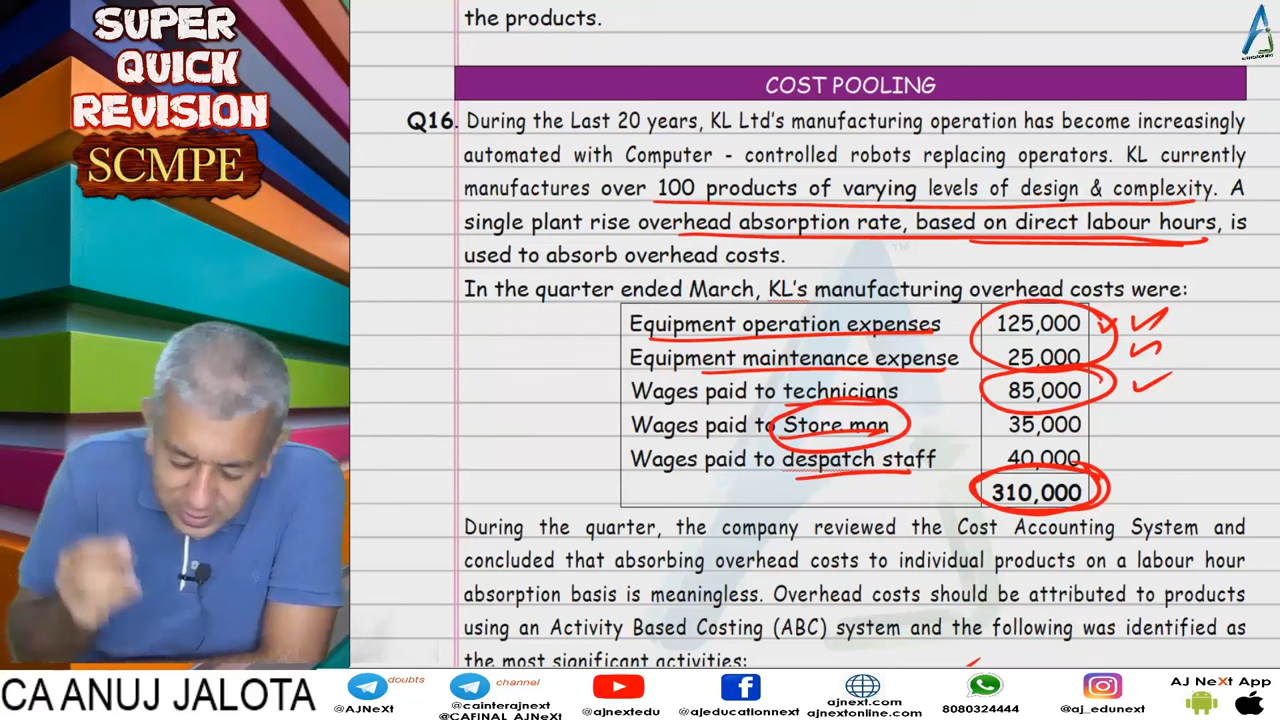 SUPER
QUICK
REVISION
SCMPE
the products.
COST POOLING
Q16. During the Last 20 years, KL Ltd's manufacturing operation has become increasingly
automated with Computer - controlled robots replacing operators. KL currently
manufactures over 100 products of varying levels of design & complexity. A
single plant rise overhead absorption rate, based on direct labour hours, is
used to absorb overhead costs.
In the quarter ended March, KL's manufacturing overhead costs were:
Equipment operation expenses 125,000
Equipment maintenance expense 25,000
Wages paid to technicians 85,000
Wages paid to Store man 35,000
Wages paid to despatch staff 40,000
310,000
During the quarter, the company reviewed the Cost Accounting System and
concluded that absorbing overhead costs to individual products on a labour hour
absorption basis is meaningless. Overhead costs should be attributed to products
using an Activity Based Costing (ABC) system and the following was identified as
the most significant activities:
CA ANUJ JALOTA
doubts
@AJNeXt
channel
@cainterajnext
@CAFINAL_AJNeXt
@ajnextedu
@ajeducationnext
ajnext.com
ajnextonline.com
8080324444
@aj_edunext
AJ NeXt App